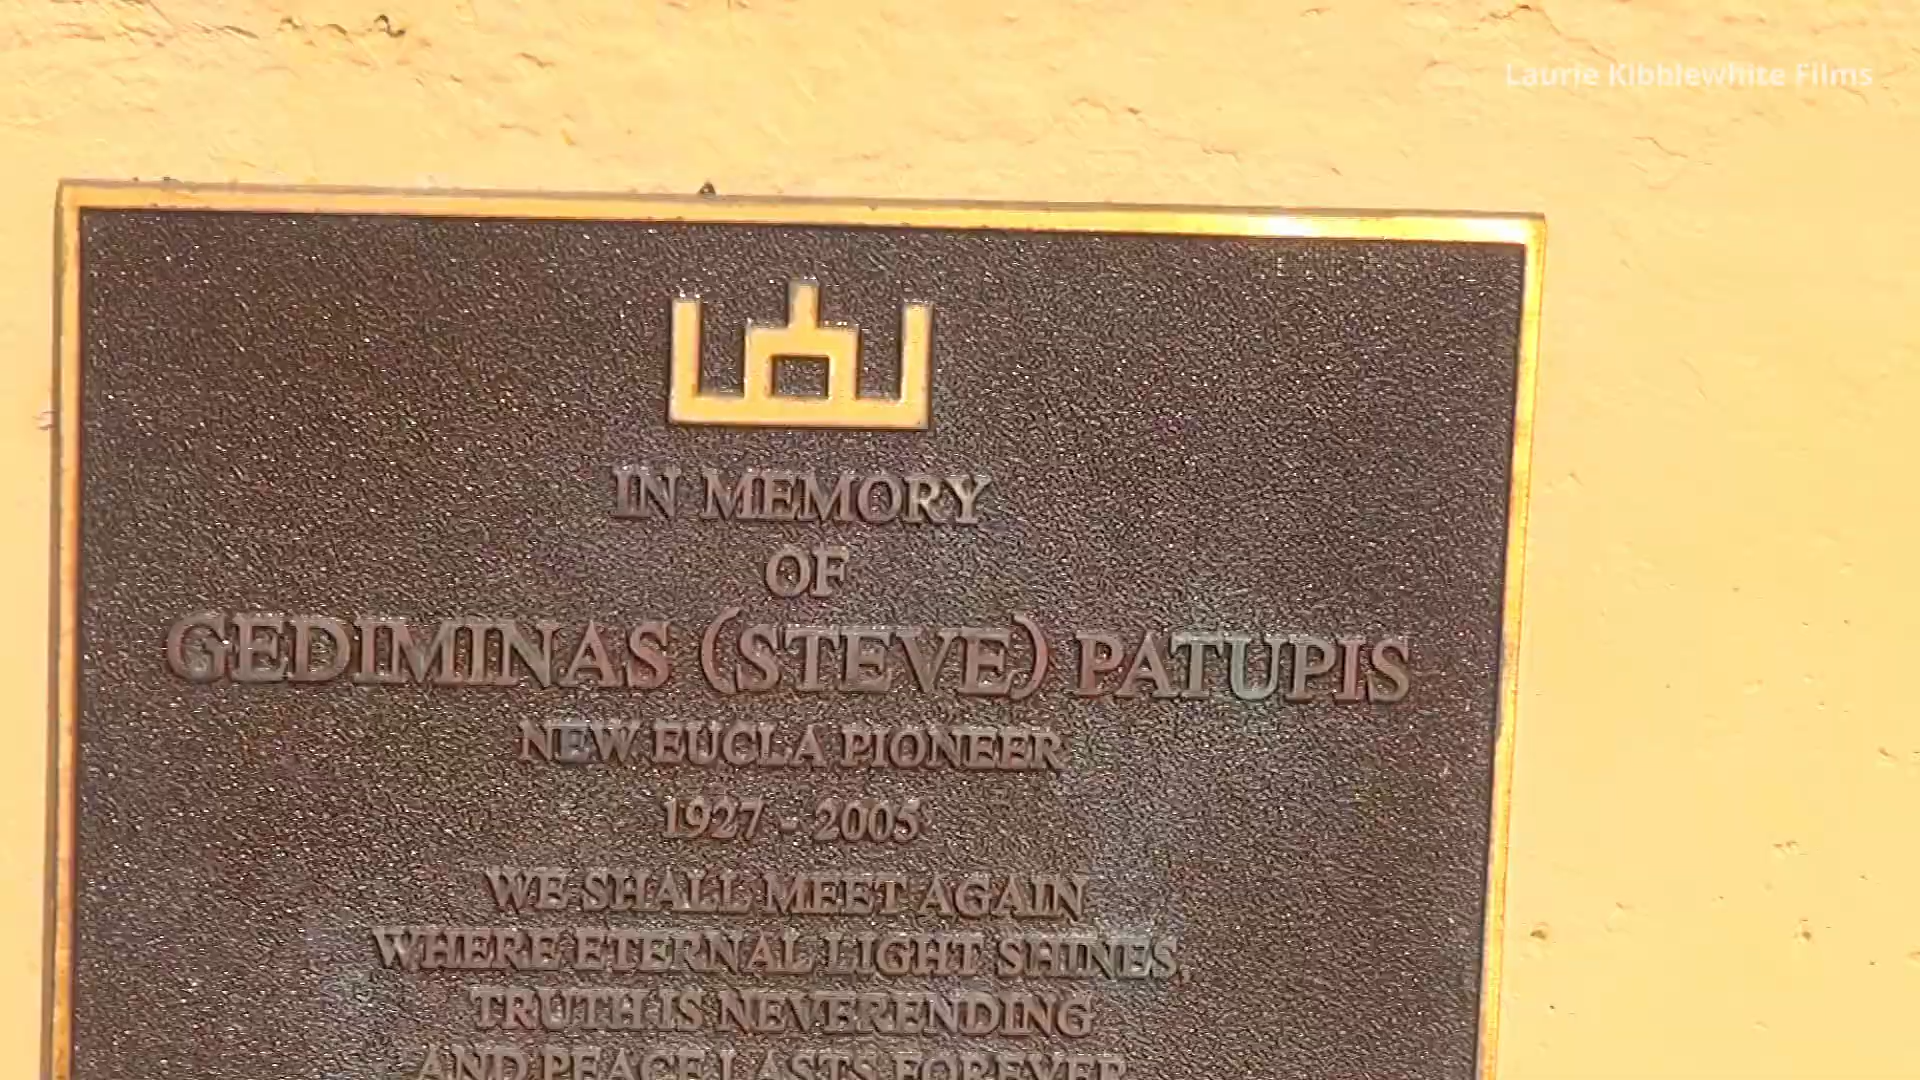 Laurie Kibblewhite Films
IN MEMORY
OF
GEDIMINAS (STEVE) PATUPIS
NEW EUCLA PIONEER
1927 - 2005
WE SHALL MEET AGAIN
WHERE ETERNAL LIGHT SHINES,
TRUTH IS NEVERENDING
AND PEACE LASTS FOREVER